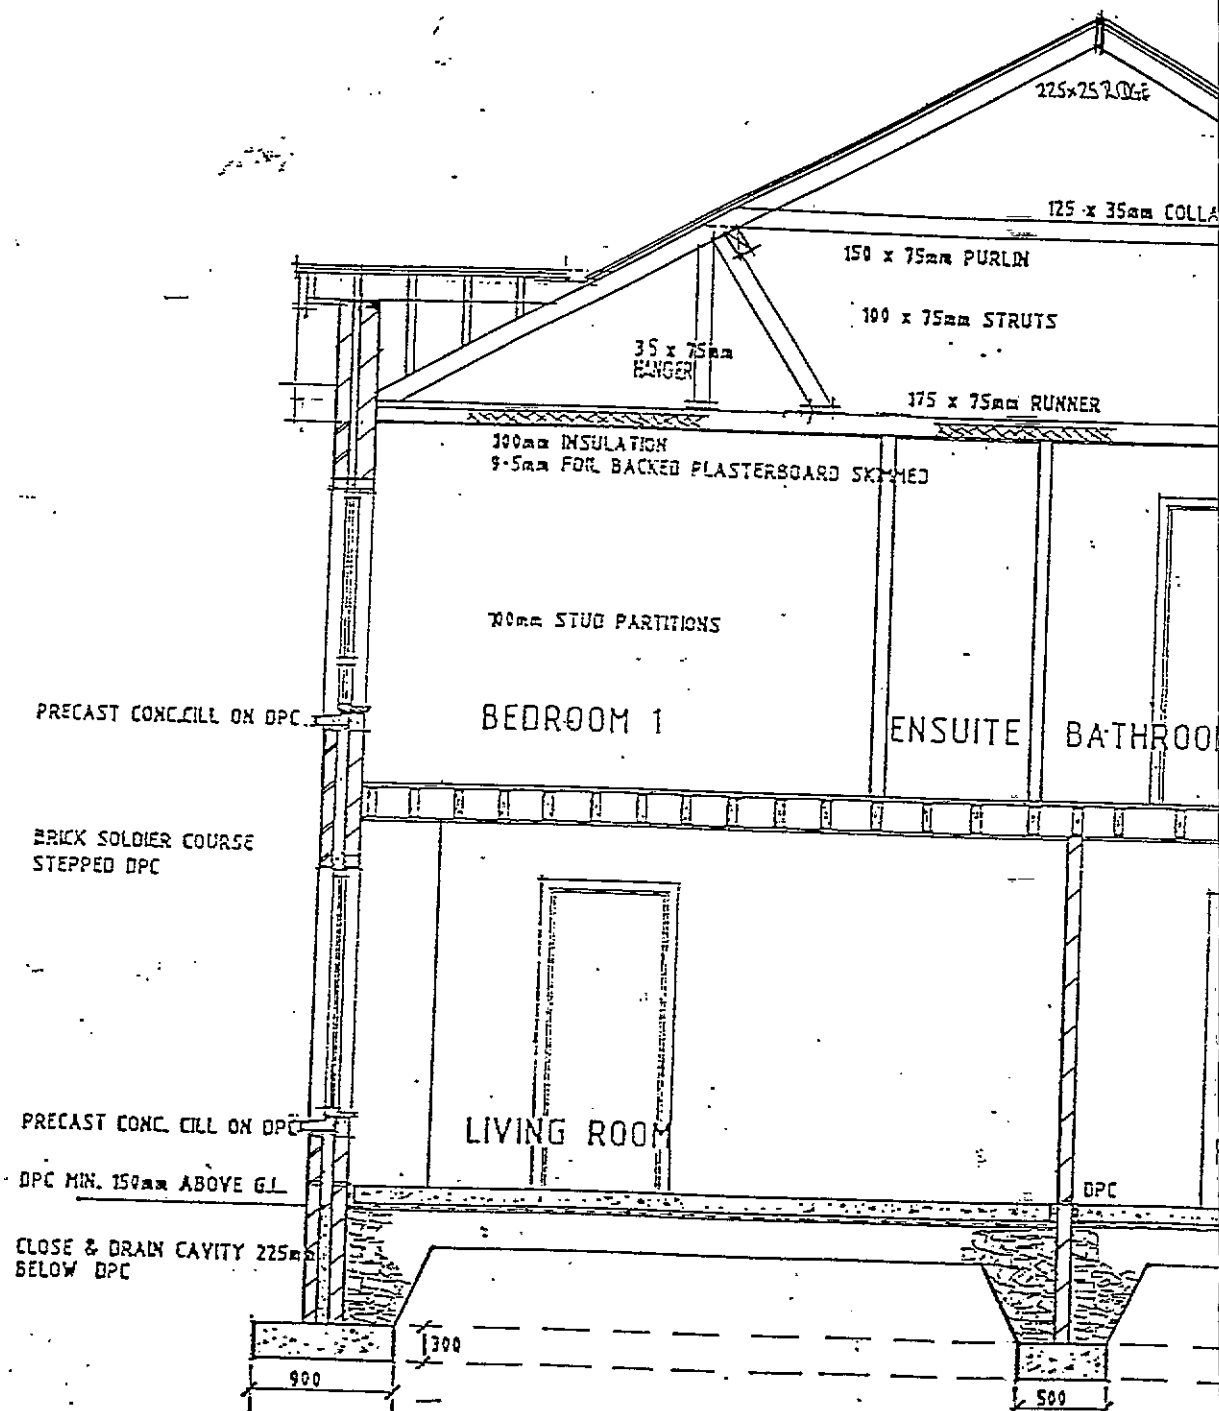 225x25 RIDGE
125 x 35mm COLLA
150 x 75mm PURLIN
100 x 75mm STRUTS
35 x 75mm
HANGER
175 x 75mm RUNNER
100mm INSULATION
9·5mm FOIL BACKED PLASTERBOARD SKIMMED
100mm STUD PARTITIONS
PRECAST CONC.CILL ON DPC
BEDROOM 1
ENSUITE
BATHROOM
BRICK SOLDIER COURSE
STEPPED DPC
PRECAST CONC. CILL ON DPC
LIVING ROOM
DPC MIN. 150mm ABOVE G.L
DPC
CLOSE & DRAIN CAVITY 225mm
BELOW DPC
300
900
500